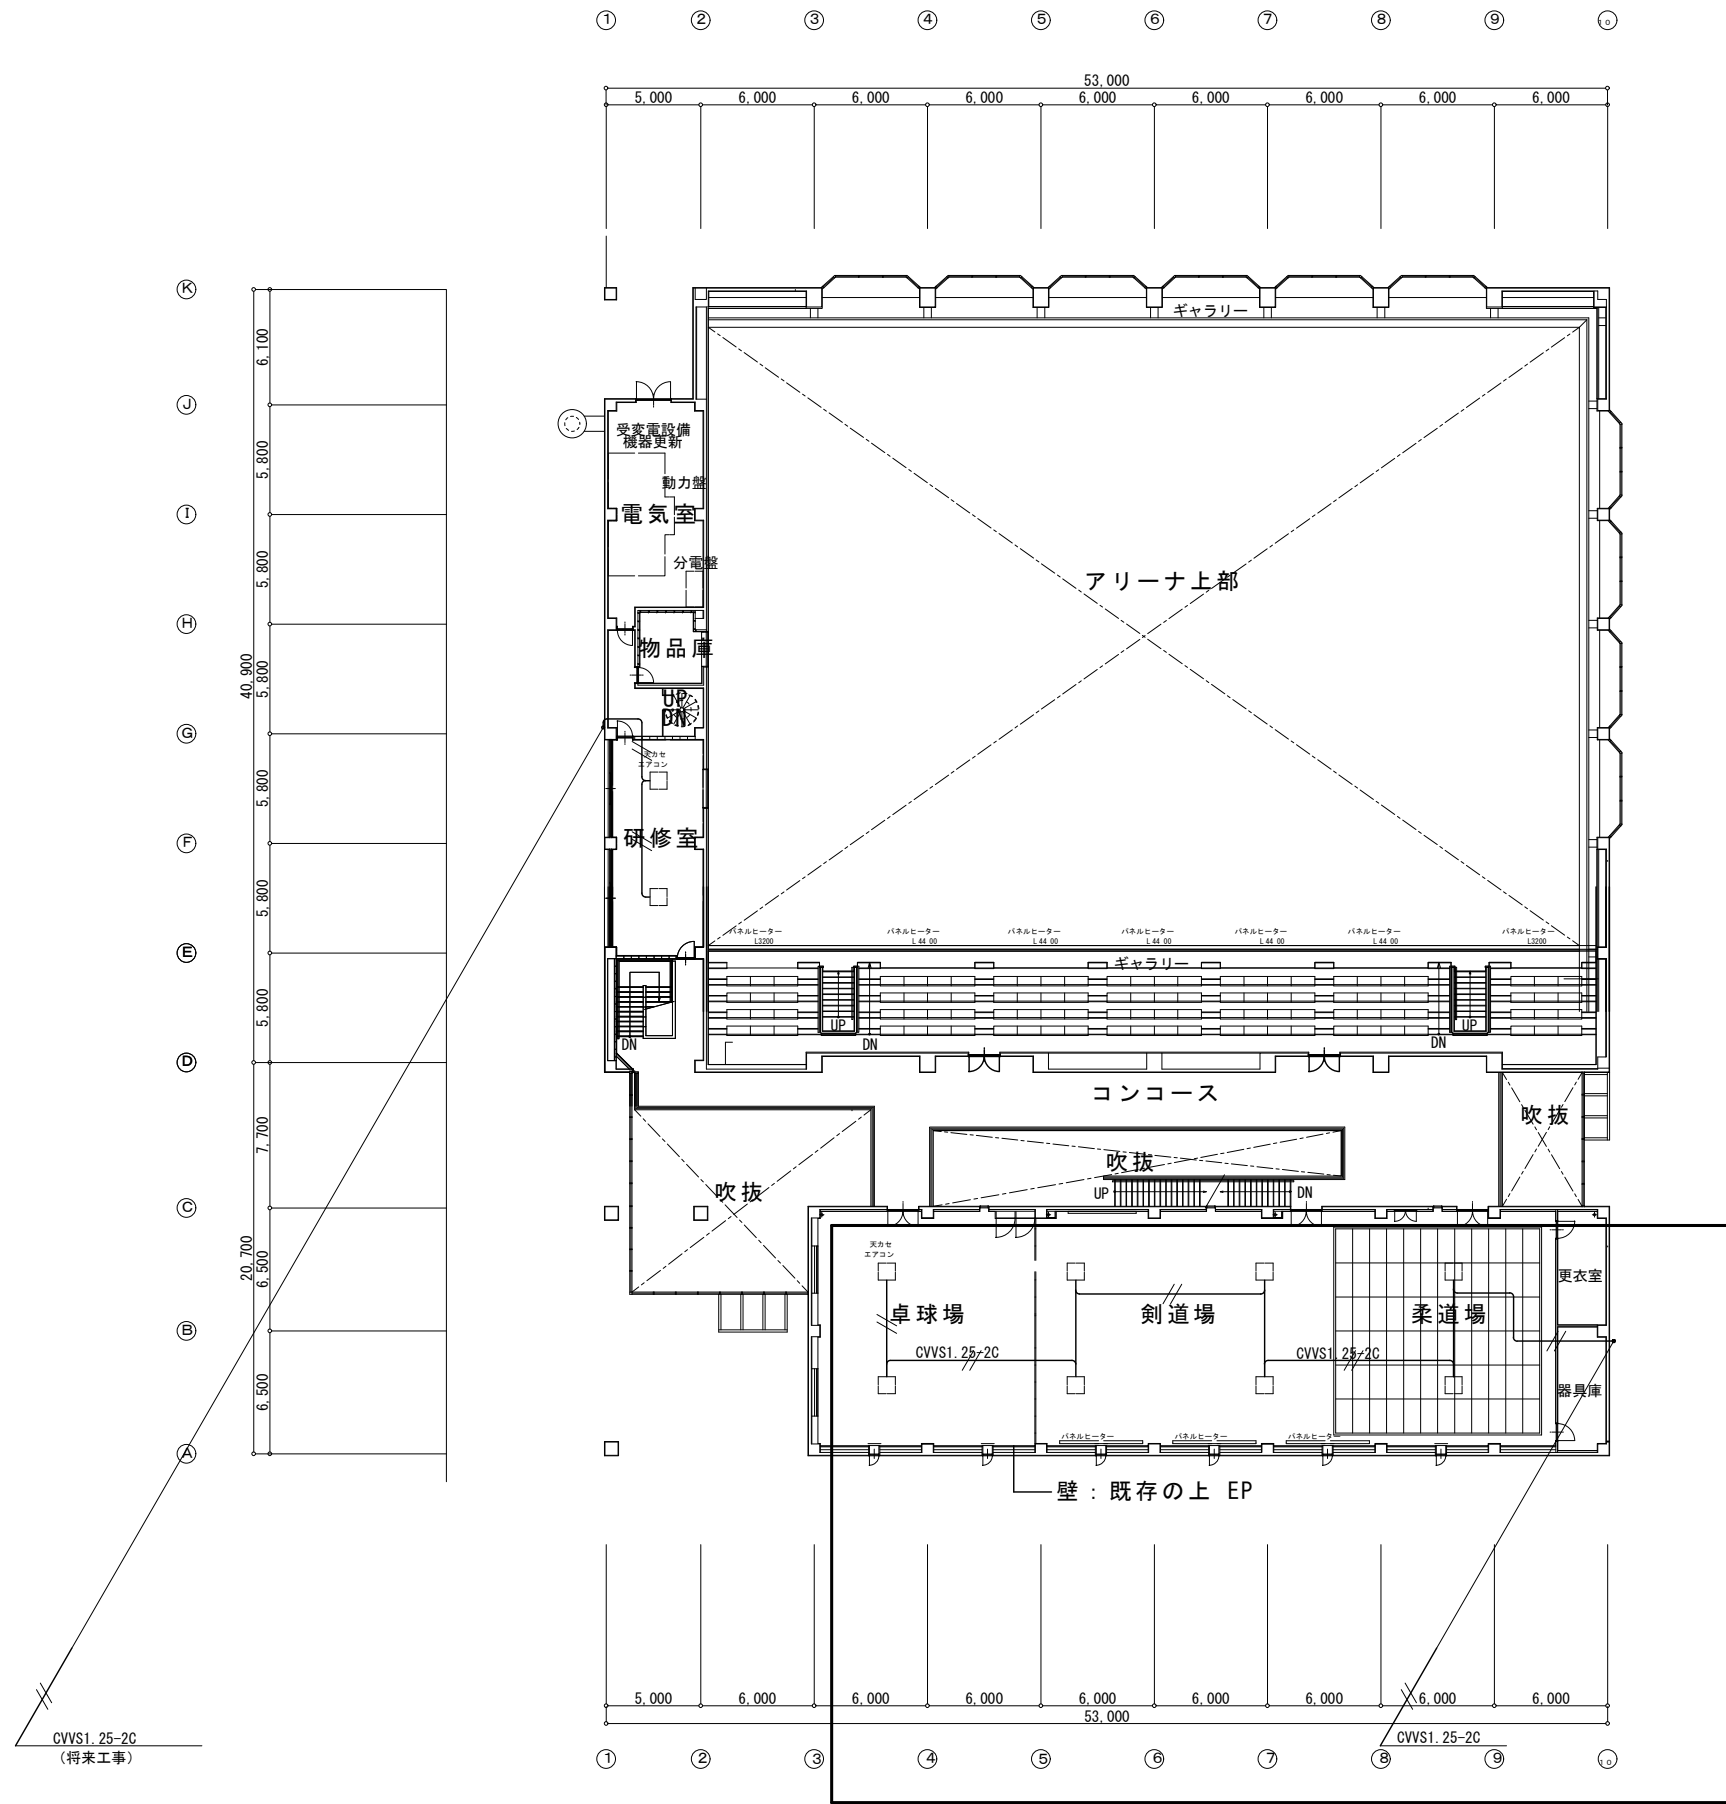 1 2 3 4 5 6 7 8 9 10
53,000
5,000 6,000 6,000 6,000 6,000 6,000 6,000 6,000 6,000
K
6,100
J
5,800
I
5,800
H
5,800
40,900
G
5,800
F
5,800
E
5,800
D
7,700
C
6,500
20,700
B
6,500
A
ギャラリー
受変電設備
機器更新
動力盤
電気室
分電盤
アリーナ上部
物品庫
UP
DN
天カセ
エアコン
研修室
パネルヒーター パネルヒーター パネルヒーター パネルヒーター パネルヒーター パネルヒーター パネルヒーター
L3200 L4400 L4400 L4400 L4400 L4400 L3200
ギャラリー
UP UP
DN DN DN
コンコース
吹抜
吹抜
吹抜
UP DN
天カセ
エアコン
更衣室
卓球場 剣道場 柔道場
CVVS1.25-2C CVVS1.25-2C
器具庫
パネルヒーター パネルヒーター パネルヒーター
壁：既存の上 EP
5,000 6,000 6,000 6,000 6,000 6,000 6,000 6,000 6,000
53,000
CVVS1.25-2C
(将来工事)
CVVS1.25-2C
1 2 3 4 5 6 7 8 9 10